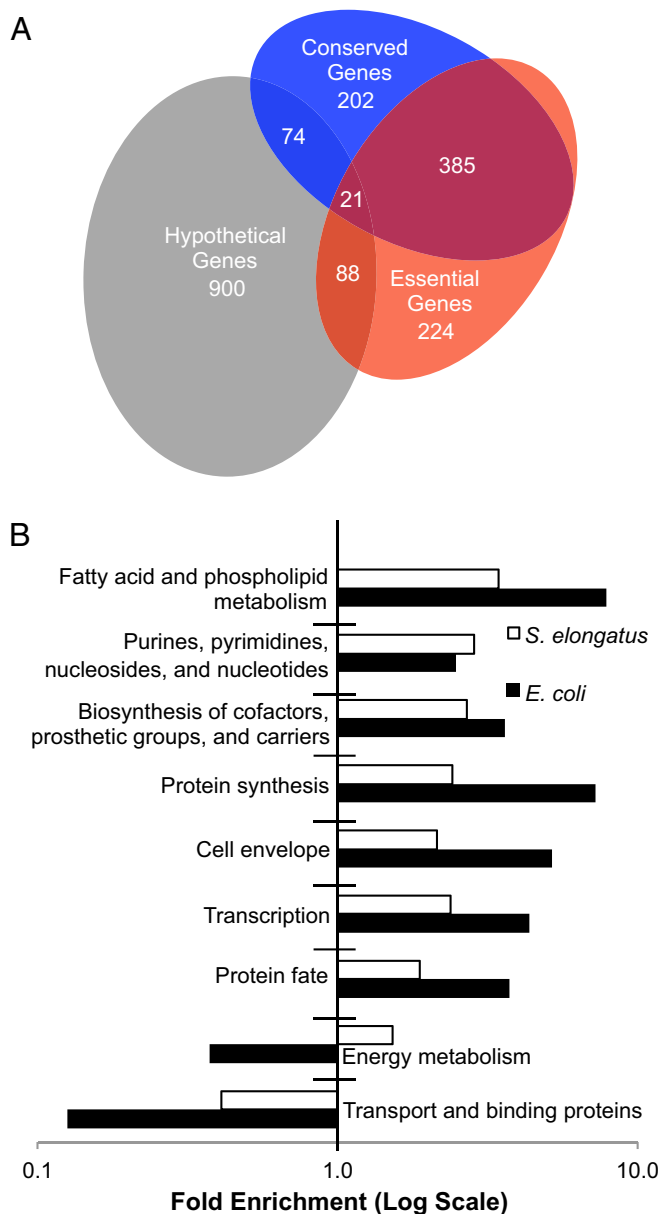 A
Conserved
Genes
202
74
385
21
Hypothetical
Genes
900
88
Essential
Genes
224
B
Fatty acid and phospholipid
metabolism
S. elongatus
Purines, pyrimidines,
nucleosides, and nucleotides
E. coli
Biosynthesis of cofactors,
prosthetic groups, and carriers
Protein synthesis
Cell envelope
Transcription
Protein fate
Energy metabolism
Transport and binding proteins
0.1 1.0 10.0
Fold Enrichment (Log Scale)